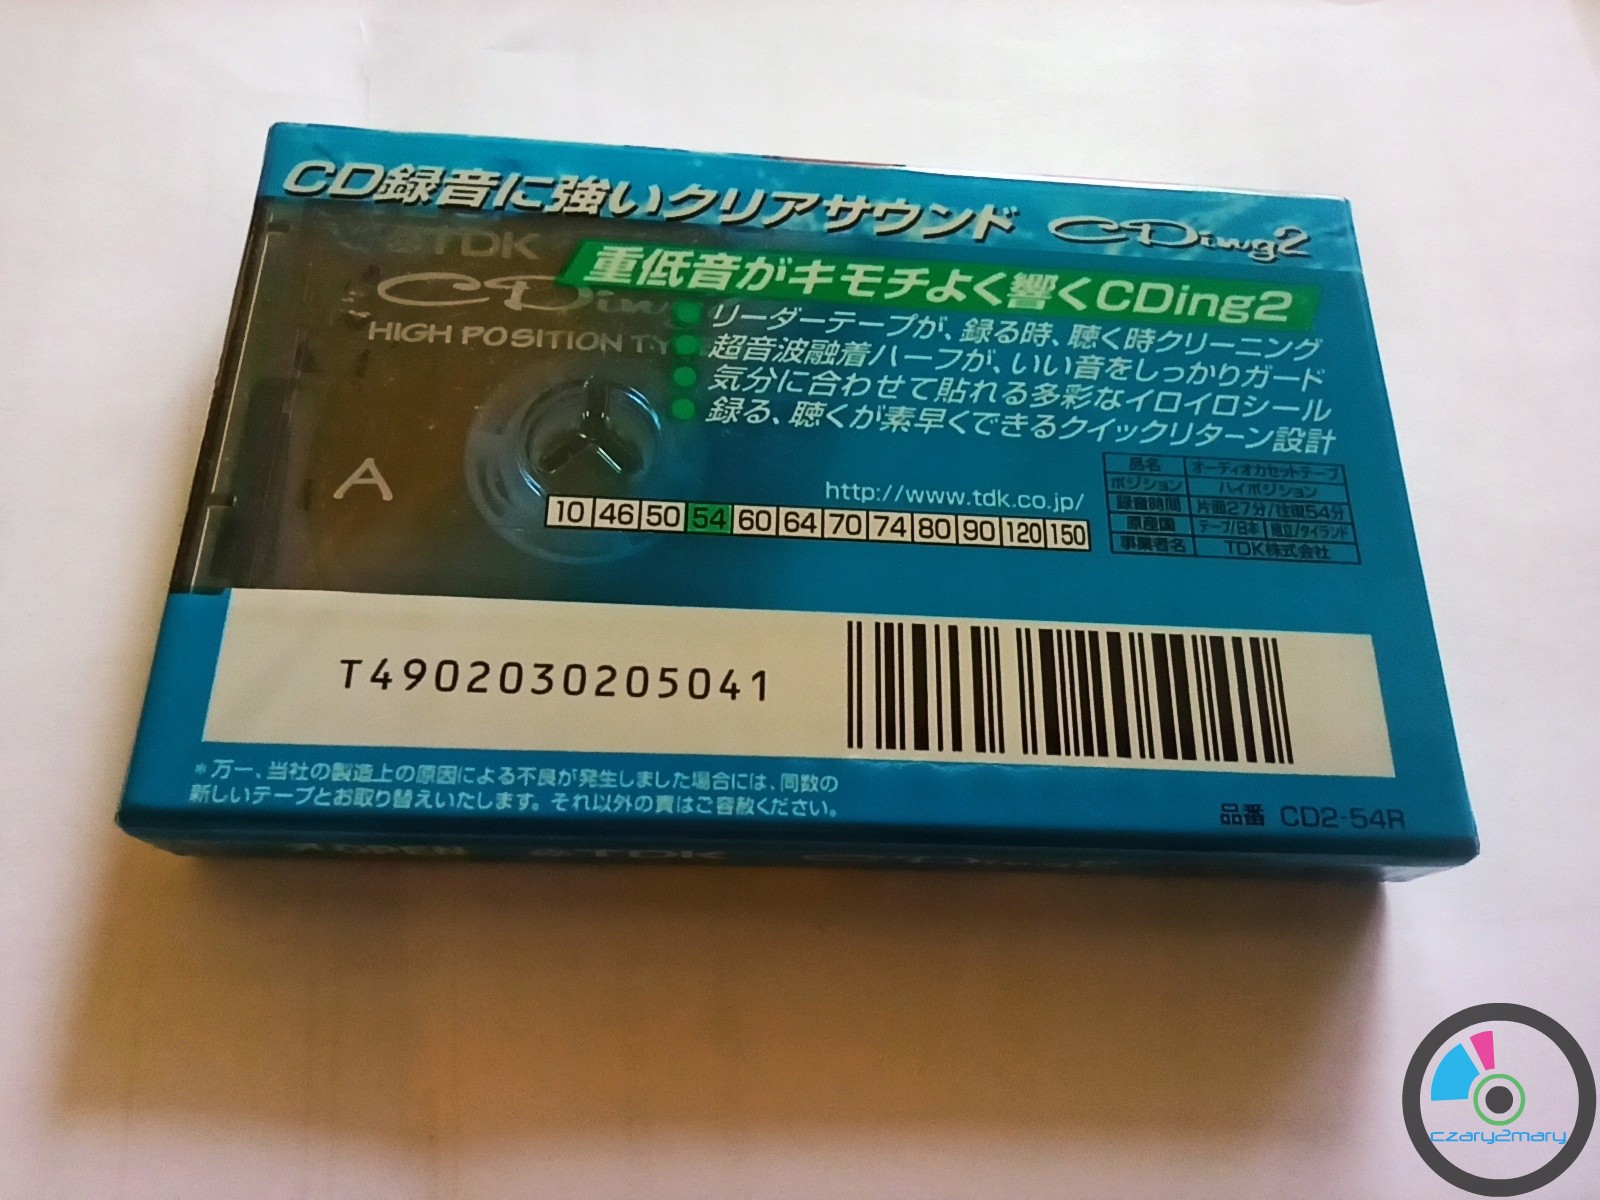 CD録音に強いクリアサウンド CDing2
TDK
CDing
HIGH POSITION TY
A
重低音がキモチよく響くCDing2
リーダーテープが、録る時、聴く時クリーニング
超音波融着ハーフが、いい音をしっかりガード
気分に合わせて貼れる多彩なイロイロシール
録る、聴くが素早くできるクイックリターン設計
http://www.tdk.co.jp/
10 46 50 54 60 64 70 74 80 90 120 150
品名 オーディオカセットテープ
ポジション ハイポジション
録音時間 片面27分/往復54分
原産国 テープ/日本 組立/タイランド
事業者名 TDK株式会社
T4902030205041
*万一、当社の製造上の原因による不良が発生しました場合には、同数の
新しいテープとお取り替えいたします。それ以外の責はご容赦ください。
品番 CD2-54R
OPEN TDK CDing2
czary2mary